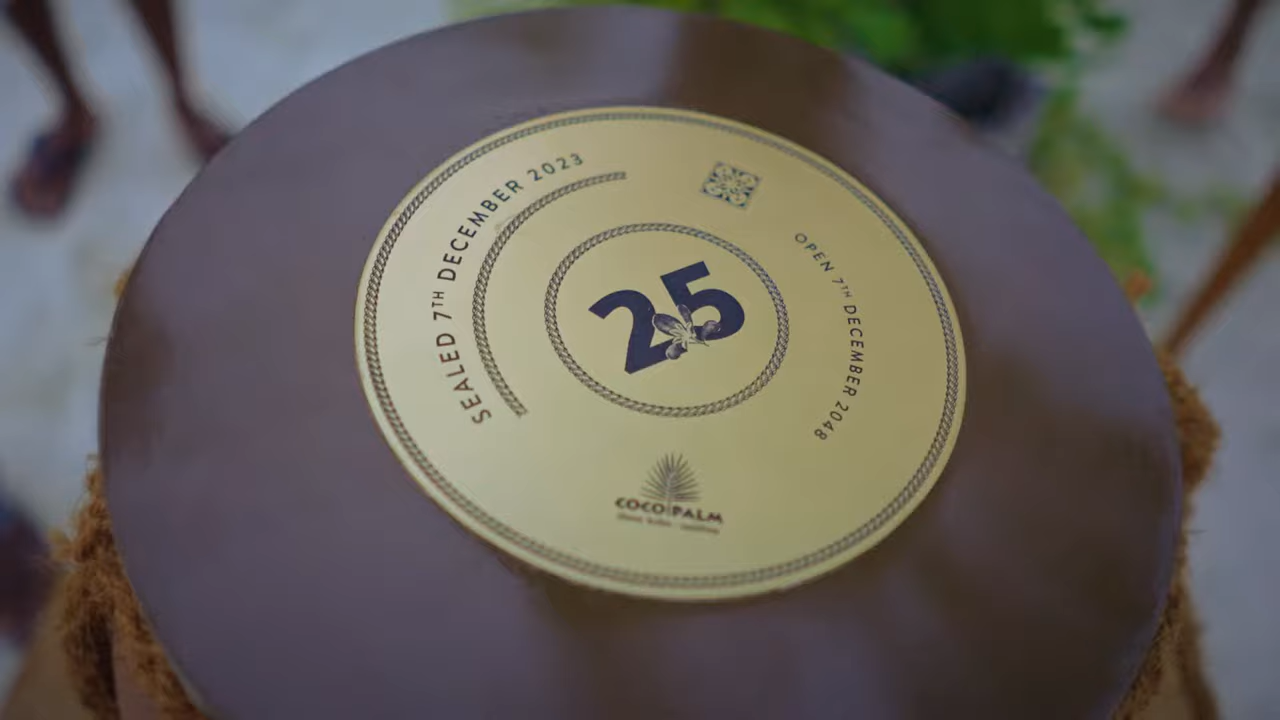 SEALED 7TH DECEMBER 2023
OPEN 7TH DECEMBER 2048
25
COCO PALM